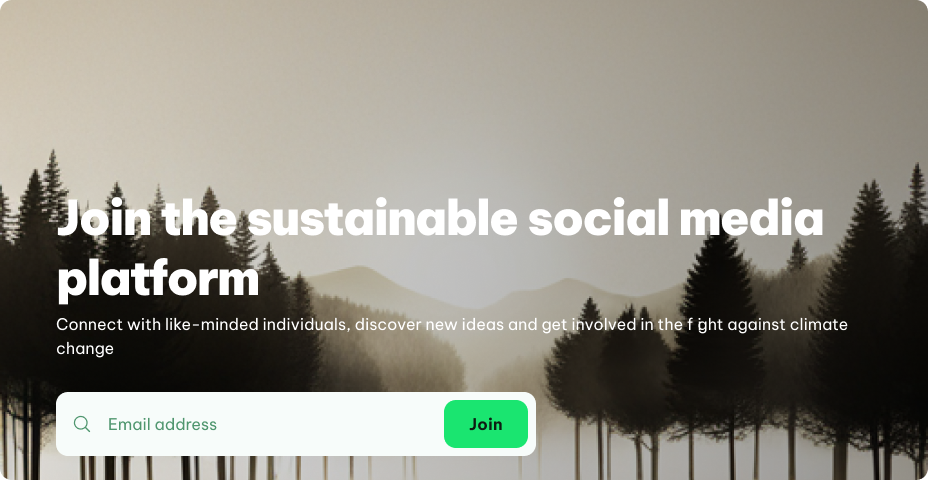 Join the sustainable social media
platform
Connect with like-minded individuals, discover new ideas and get involved in the fight against climate
change
Email address
Join